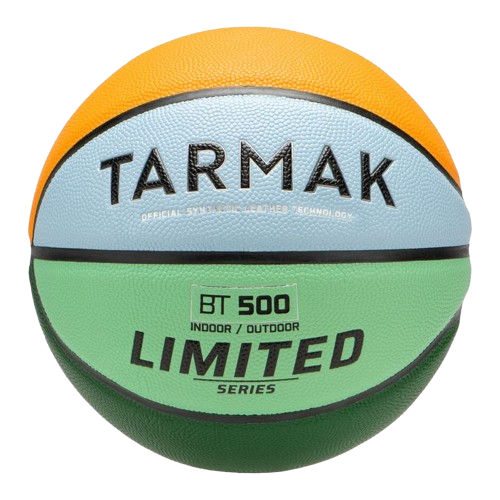 TARMAK
OFFICIAL SYNTHETIC LEATHER TECHNOLOGY
BT 500
INDOOR / OUTDOOR
LIMITED
SERIES